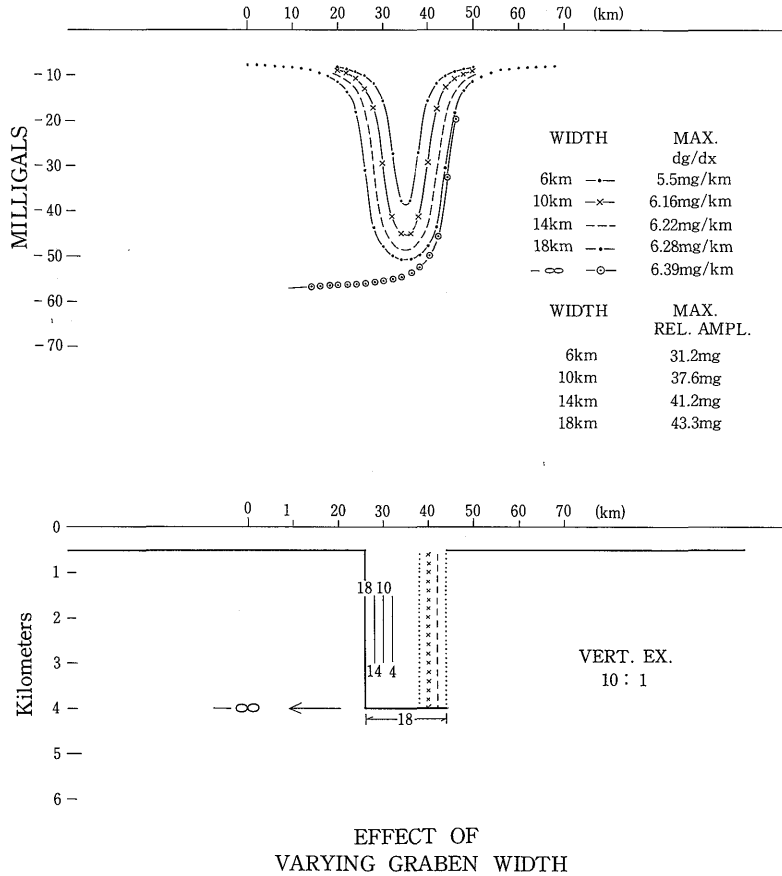 0 10 20 30 40 50 60 70 (km)
-10
-20
-30
-40
-50
-60
-70
MILLIGALS
WIDTH MAX.
dg/dx
6km 5.5mg/km
10km 6.16mg/km
14km 6.22mg/km
18km 6.28mg/km
-∞ 6.39mg/km
WIDTH MAX.
REL. AMPL.
6km 31.2mg
10km 37.6mg
14km 41.2mg
18km 43.3mg
0 1 20 30 40 50 60 70 (km)
0
1
2
3
4
5
6
Kilometers
18 10
14 4
-∞
18
VERT. EX.
10 : 1
EFFECT OF
VARYING GRABEN WIDTH